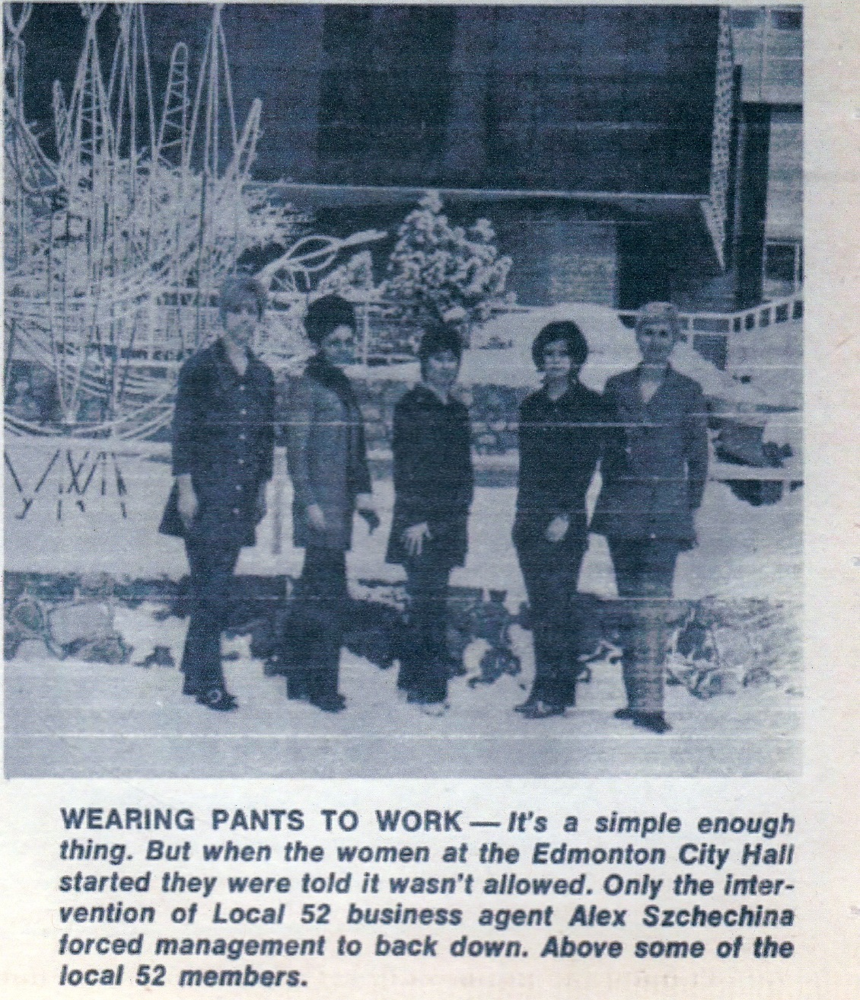 WEARING PANTS TO WORK — It's a simple enough
thing. But when the women at the Edmonton City Hall
started they were told it wasn't allowed. Only the inter-
vention of Local 52 business agent Alex Szchechina
forced management to back down. Above some of the
local 52 members.